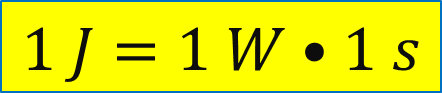 1 J = 1 W • 1 s